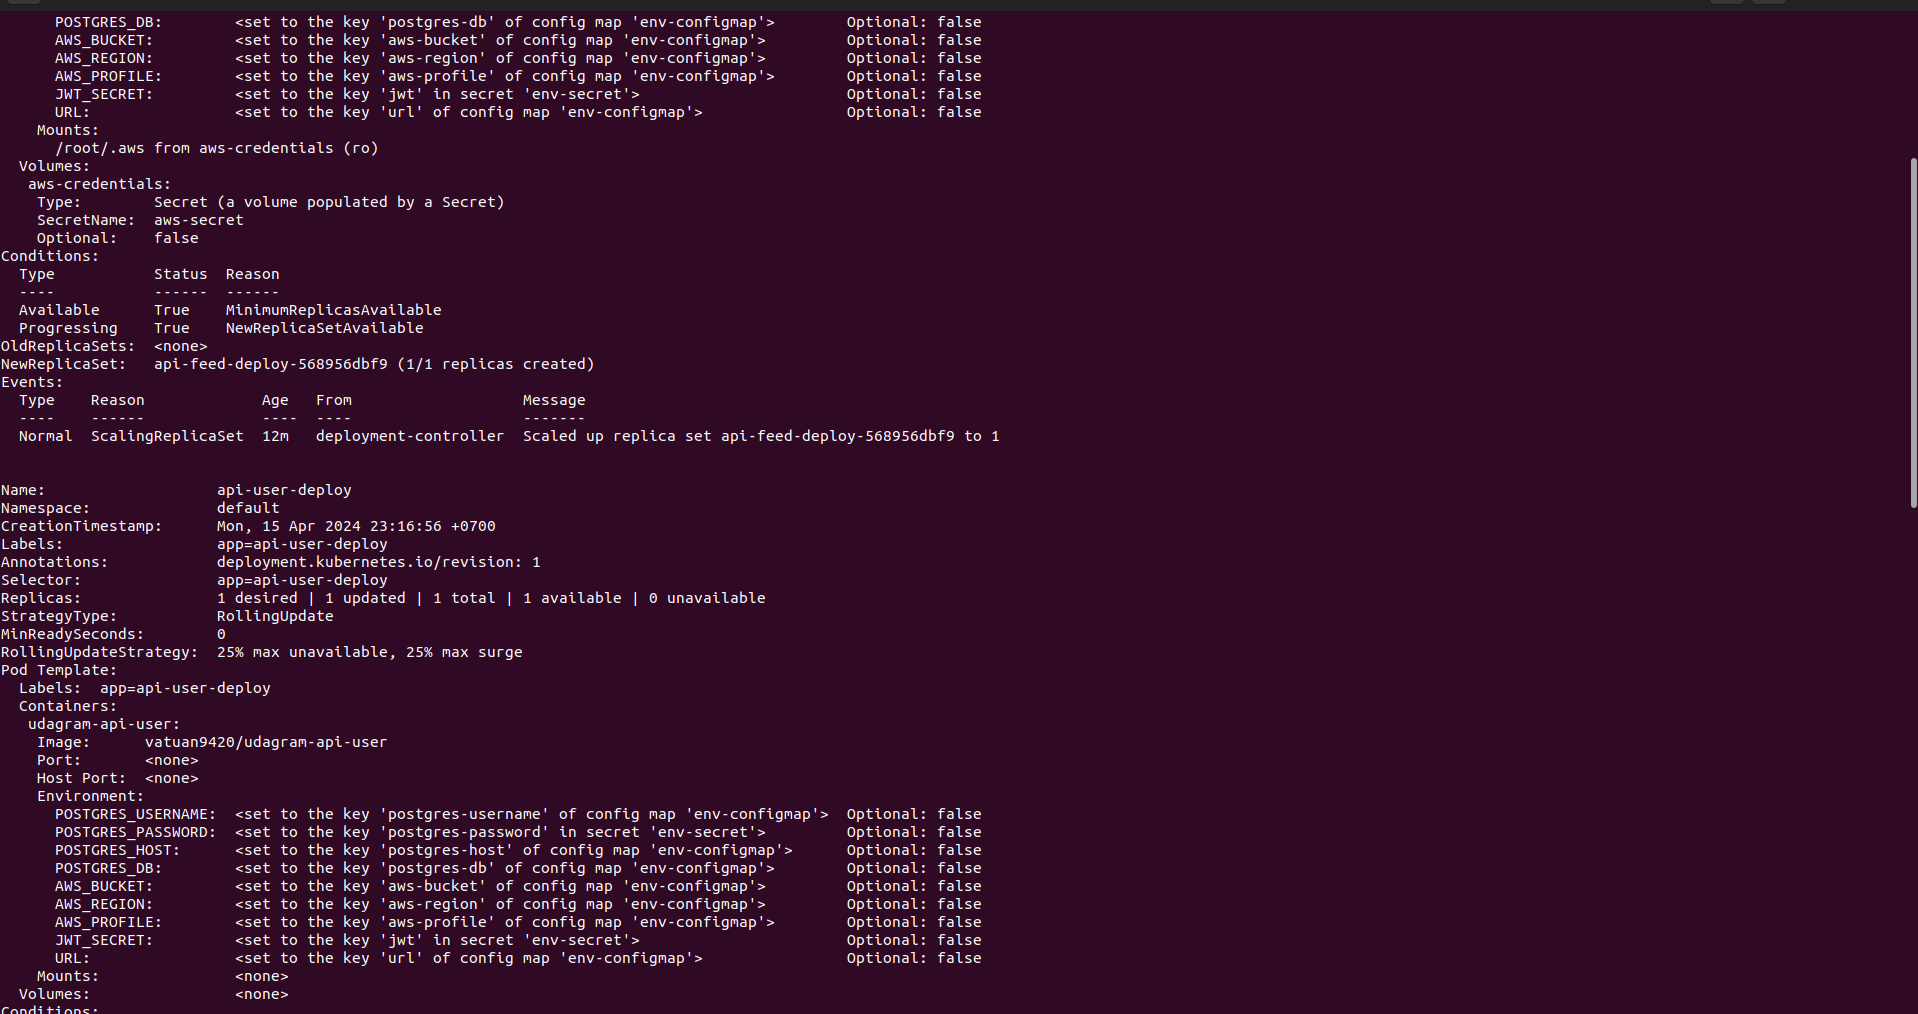 POSTGRES_DB:        <set to the key 'postgres-db' of config map 'env-configmap'>        Optional: false
      AWS_BUCKET:         <set to the key 'aws-bucket' of config map 'env-configmap'>         Optional: false
      AWS_REGION:         <set to the key 'aws-region' of config map 'env-configmap'>         Optional: false
      AWS_PROFILE:        <set to the key 'aws-profile' of config map 'env-configmap'>        Optional: false
      JWT_SECRET:         <set to the key 'jwt' in secret 'env-secret'>                       Optional: false
      URL:                <set to the key 'url' of config map 'env-configmap'>                Optional: false
    Mounts:
      /root/.aws from aws-credentials (ro)
  Volumes:
   aws-credentials:
    Type:        Secret (a volume populated by a Secret)
    SecretName:  aws-secret
    Optional:    false
Conditions:
  Type           Status  Reason
  ----           ------  ------
  Available      True    MinimumReplicasAvailable
  Progressing    True    NewReplicaSetAvailable
OldReplicaSets:  <none>
NewReplicaSet:   api-feed-deploy-568956dbf9 (1/1 replicas created)
Events:
  Type    Reason             Age   From                   Message
  ----    ------             ----  ----                   -------
  Normal  ScalingReplicaSet  12m   deployment-controller  Scaled up replica set api-feed-deploy-568956dbf9 to 1
Name:                   api-user-deploy
Namespace:              default
CreationTimestamp:      Mon, 15 Apr 2024 23:16:56 +0700
Labels:                 app=api-user-deploy
Annotations:            deployment.kubernetes.io/revision: 1
Selector:               app=api-user-deploy
Replicas:               1 desired | 1 updated | 1 total | 1 available | 0 unavailable
StrategyType:           RollingUpdate
MinReadySeconds:        0
RollingUpdateStrategy:  25% max unavailable, 25% max surge
Pod Template:
  Labels:  app=api-user-deploy
  Containers:
   udagram-api-user:
    Image:      vatuan9420/udagram-api-user
    Port:       <none>
    Host Port:  <none>
    Environment:
      POSTGRES_USERNAME:  <set to the key 'postgres-username' of config map 'env-configmap'>  Optional: false
      POSTGRES_PASSWORD:  <set to the key 'postgres-password' in secret 'env-secret'>         Optional: false
      POSTGRES_HOST:      <set to the key 'postgres-host' of config map 'env-configmap'>      Optional: false
      POSTGRES_DB:        <set to the key 'postgres-db' of config map 'env-configmap'>        Optional: false
      AWS_BUCKET:         <set to the key 'aws-bucket' of config map 'env-configmap'>         Optional: false
      AWS_REGION:         <set to the key 'aws-region' of config map 'env-configmap'>         Optional: false
      AWS_PROFILE:        <set to the key 'aws-profile' of config map 'env-configmap'>        Optional: false
      JWT_SECRET:         <set to the key 'jwt' in secret 'env-secret'>                       Optional: false
      URL:                <set to the key 'url' of config map 'env-configmap'>                Optional: false
    Mounts:               <none>
  Volumes:                <none>
Conditions: